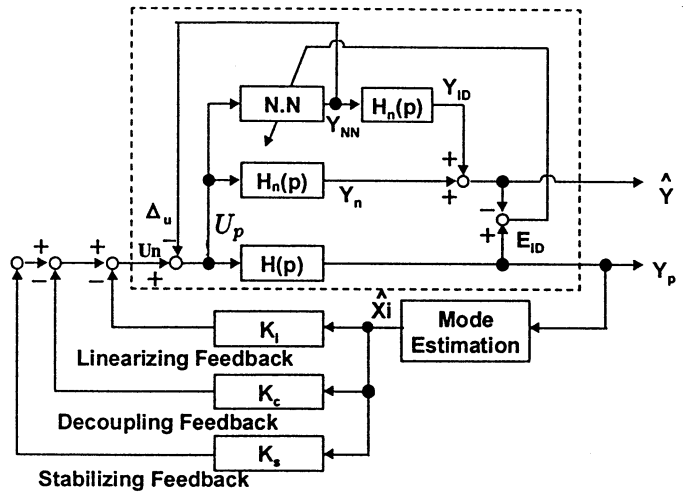 N.N
Y_NN
H_n(p)
Y_ID
+
+
H_n(p)
Y_n
Ŷ
−
+
E_ID
Δ_u
−
U_p
+
−
+
−
Un
+
H(p)
Y_p
X̂i
Mode
Estimation
K_l
Linearizing Feedback
K_c
Decoupling Feedback
K_s
Stabilizing Feedback